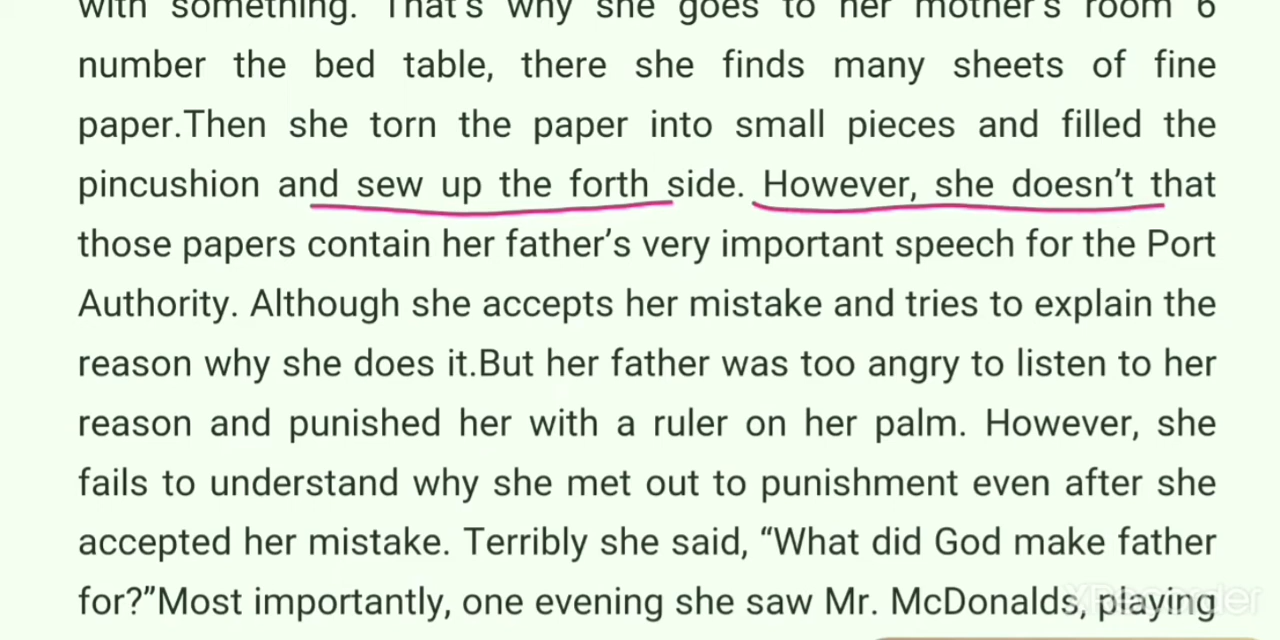 with something. That's why she goes to her mother's room 6
number the bed table, there she finds many sheets of fine
paper.Then she torn the paper into small pieces and filled the
pincushion and sew up the forth side. However, she doesn't that
those papers contain her father's very important speech for the Port
Authority. Although she accepts her mistake and tries to explain the
reason why she does it.But her father was too angry to listen to her
reason and punished her with a ruler on her palm. However, she
fails to understand why she met out to punishment even after she
accepted her mistake. Terribly she said, “What did God make father
for?”Most importantly, one evening she saw Mr. McDonalds, playing
XRecorder